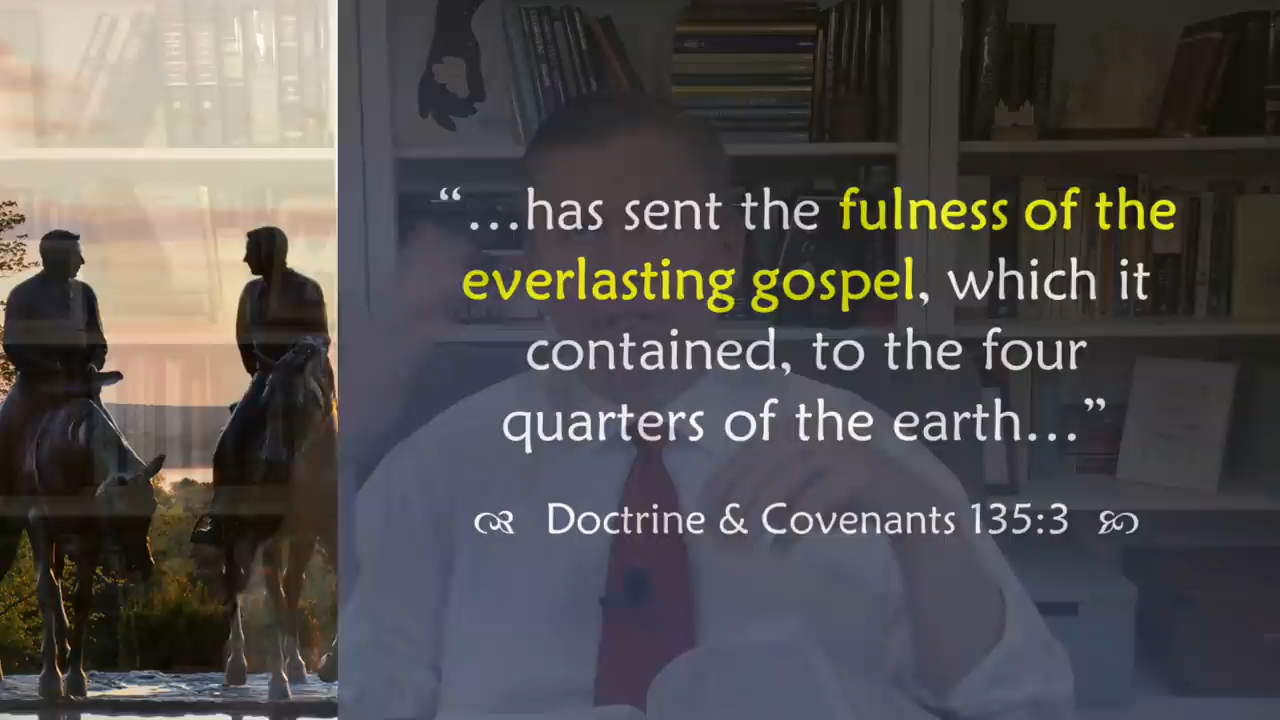 “...has sent the fulness of the
everlasting gospel, which it
contained, to the four
quarters of the earth...”
Doctrine & Covenants 135:3